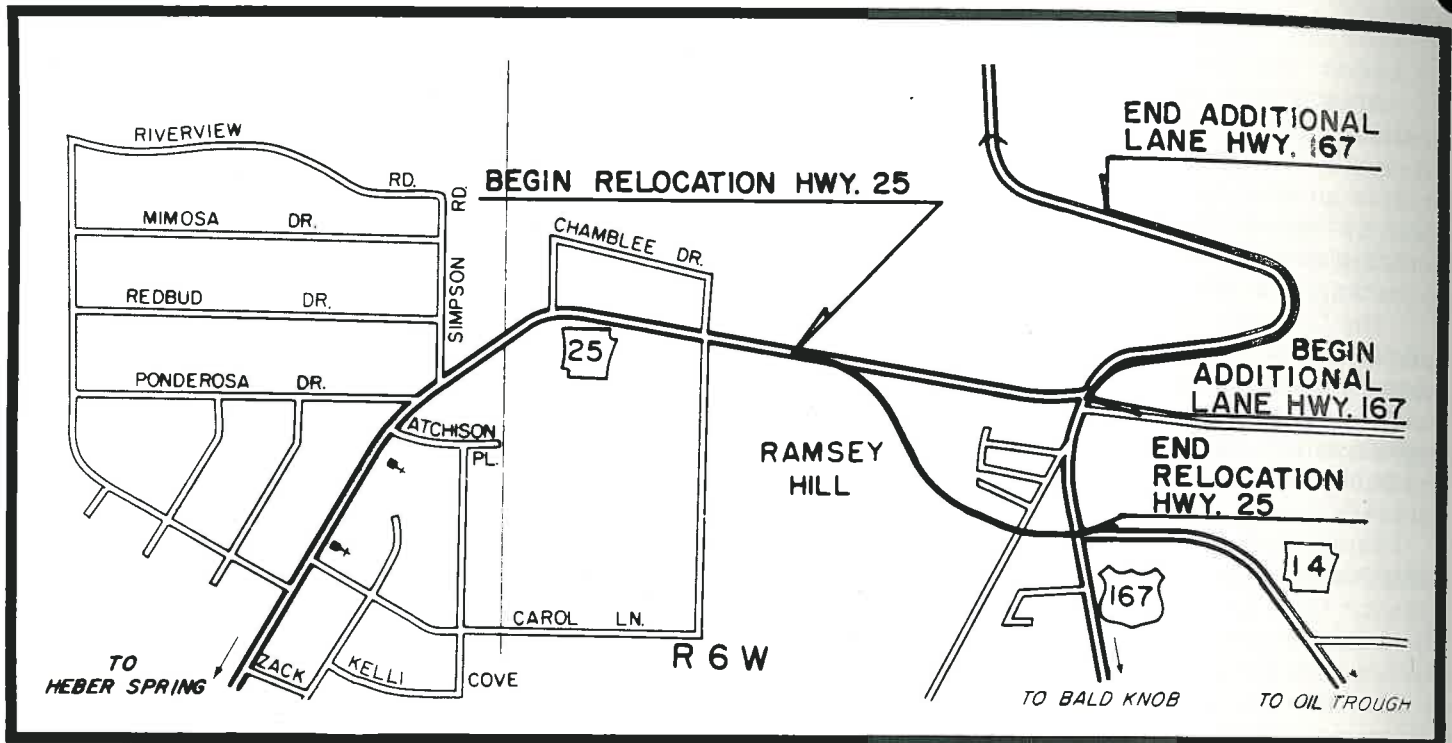 END ADDITIONAL
LANE HWY. 167
RIVERVIEW
RD.
RD.
BEGIN RELOCATION HWY. 25
MIMOSA DR.
CHAMBLEE DR.
REDBUD DR.
SIMPSON
25
BEGIN
ADDITIONAL
LANE HWY. 167
PONDEROSA DR.
ATCHISON
PL.
RAMSEY
HILL
END
RELOCATION
HWY. 25
14
167
CAROL LN.
R 6 W
TO
HEBER SPRING
ZACK
KELLI
COVE
TO BALD KNOB
TO OIL TROUGH